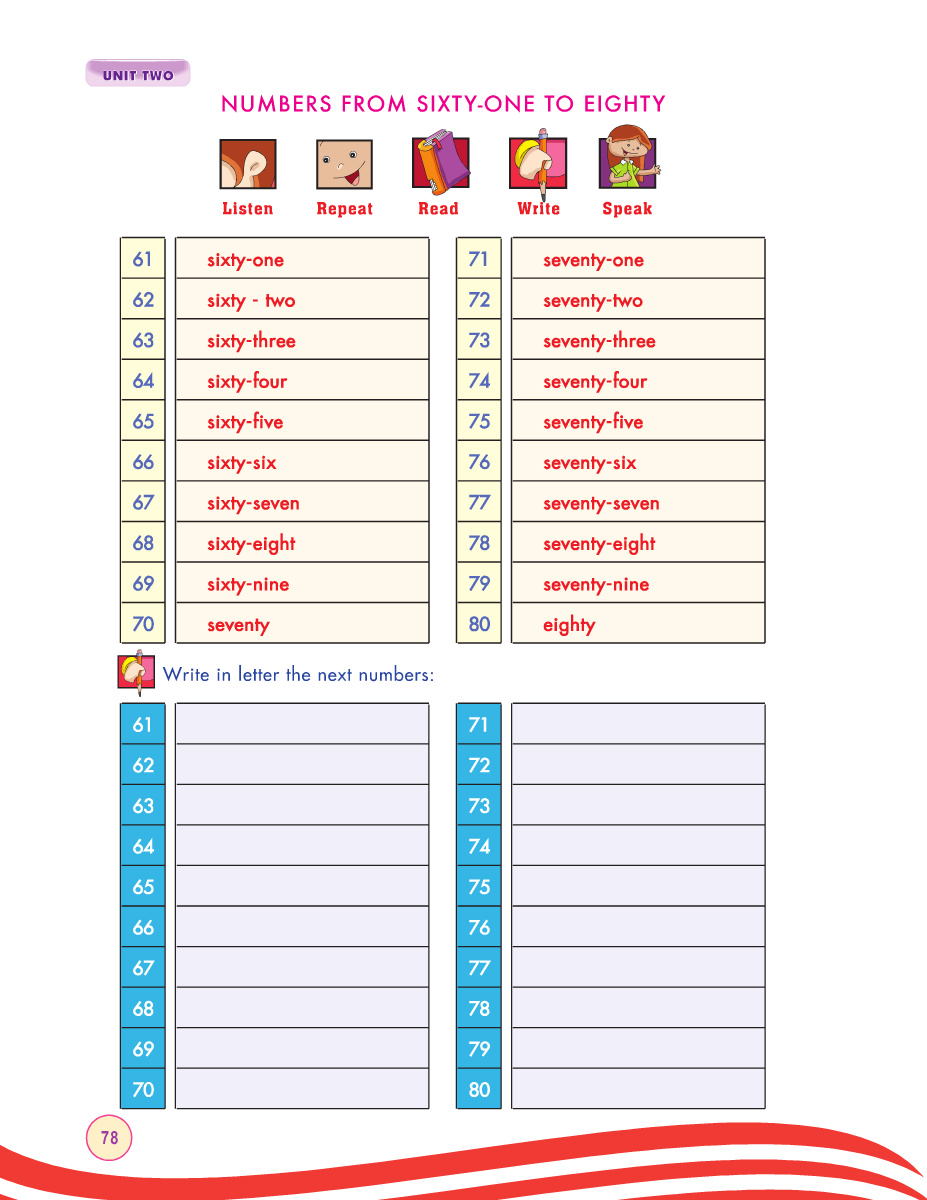 UNIT TWO
NUMBERS FROM SIXTY-ONE TO EIGHTY
Listen Repeat Read Write Speak
61 sixty-one 71 seventy-one
62 sixty - two 72 seventy-two
63 sixty-three 73 seventy-three
64 sixty-four 74 seventy-four
65 sixty-five 75 seventy-five
66 sixty-six 76 seventy-six
67 sixty-seven 77 seventy-seven
68 sixty-eight 78 seventy-eight
69 sixty-nine 79 seventy-nine
70 seventy 80 eighty
Write in letter the next numbers:
61 71
62 72
63 73
64 74
65 75
66 76
67 77
68 78
69 79
70 80
78